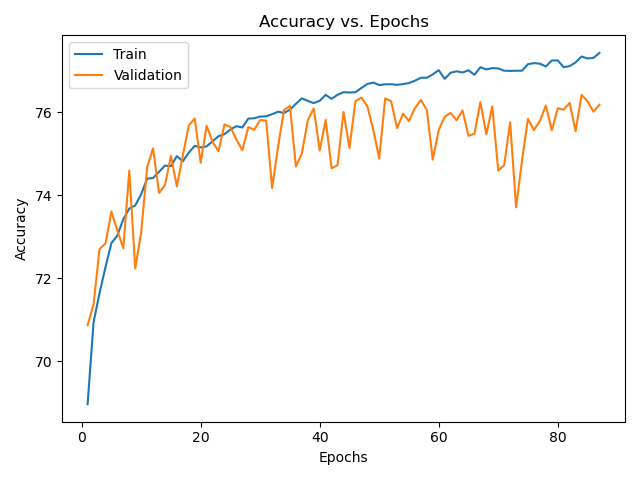 Accuracy vs. Epochs
Train
Validation
76
74
72
70
Accuracy
0 20 40 60 80
Epochs